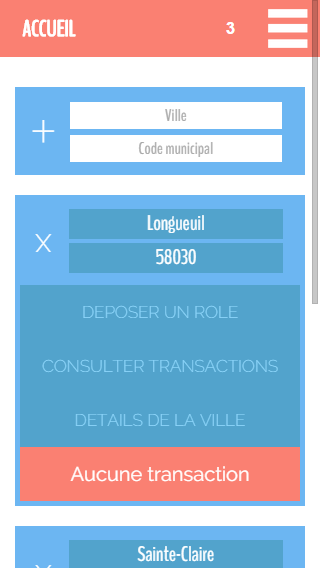 ACCUEIL
3
Ville
Code municipal
X
Longueuil
58030
DEPOSER UN ROLE
CONSULTER TRANSACTIONS
DETAILS DE LA VILLE
Aucune transaction
X
Sainte-Claire